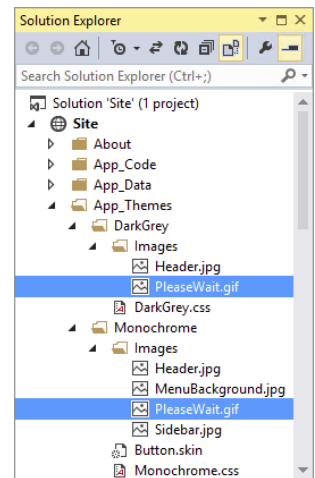 Solution Explorer
Search Solution Explorer (Ctrl+;)
Solution 'Site' (1 project)
Site
About
App_Code
App_Data
App_Themes
DarkGrey
Images
Header.jpg
PleaseWait.gif
DarkGrey.css
Monochrome
Images
Header.jpg
MenuBackground.jpg
PleaseWait.gif
Sidebar.jpg
Button.skin
Monochrome.css